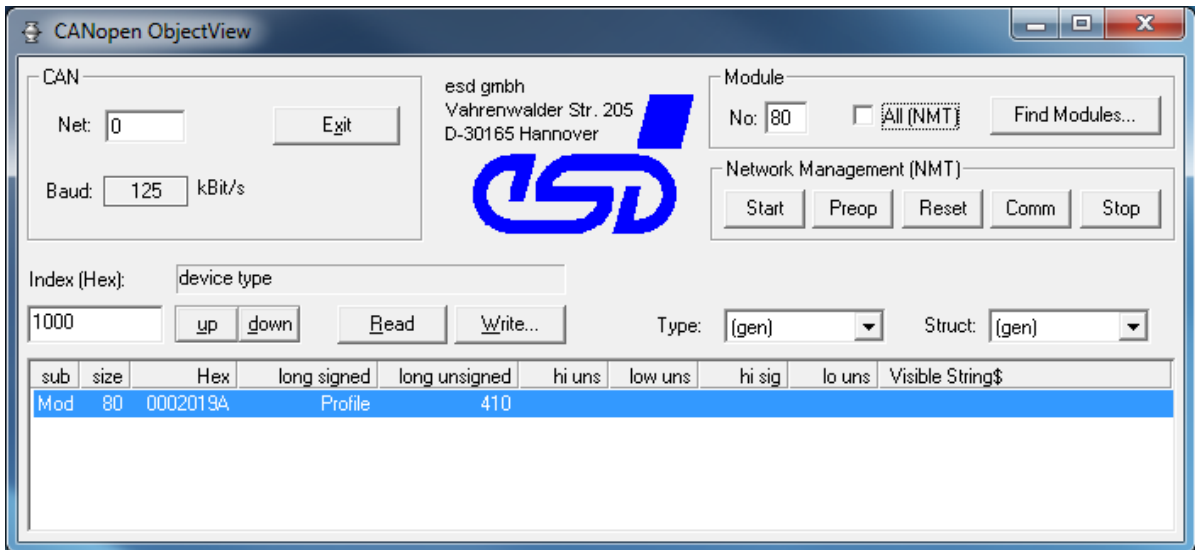 CANopen ObjectView
CAN
Net: 0
Exit
Baud: 125 kBit/s
esd gmbh
Vahrenwalder Str. 205
D-30165 Hannover
esd
Module
No: 80
All (NMT)
Find Modules...
Network Management (NMT)
Start Preop Reset Comm Stop
Index (Hex): device type
1000 up down Read Write... Type: (gen) Struct: (gen)
sub size Hex long signed long unsigned hi uns low uns hi sig lo uns Visible String$
Mod 80 0002019A Profile 410